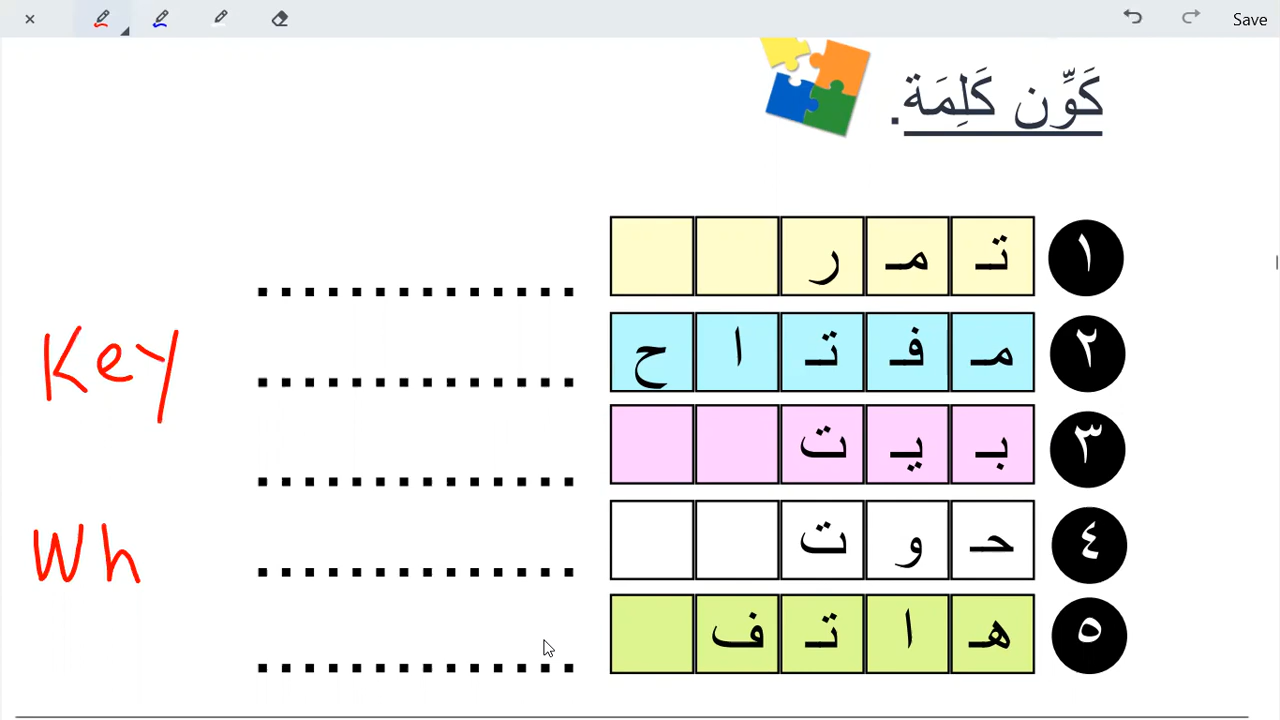 Save
كَوِّن كَلِمَة.
١ تـ مـ ر
٢ مـ فـ تـ ا ح Key
٣ بـ يـ ت
٤ حـ و ت Wh
٥ هـ ا تـ ف